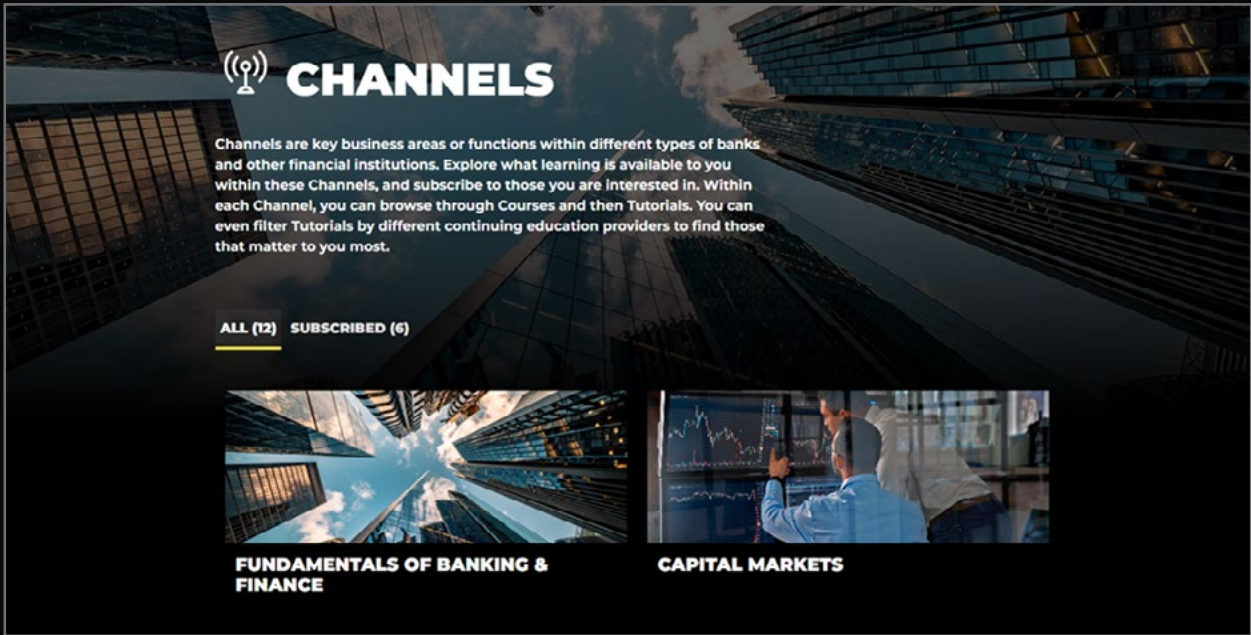 CHANNELS
Channels are key business areas or functions within different types of banks
and other financial institutions. Explore what learning is available to you
within these Channels, and subscribe to those you are interested in. Within
each Channel, you can browse through Courses and then Tutorials. You can
even filter Tutorials by different continuing education providers to find those
that matter to you most.
ALL (12) SUBSCRIBED (6)
FUNDAMENTALS OF BANKING &
FINANCE
CAPITAL MARKETS